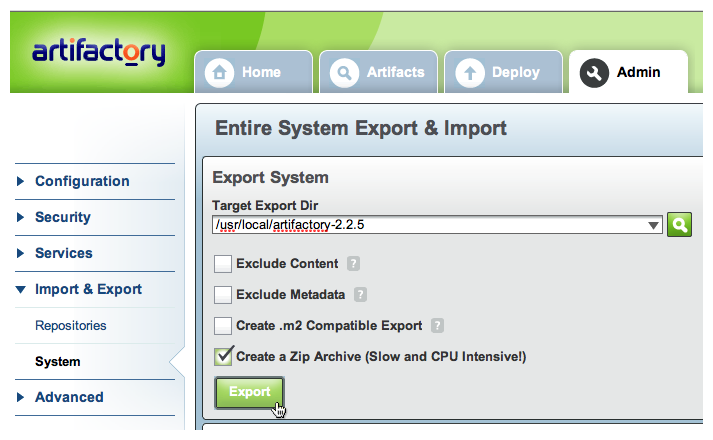 artifactory
Home
Artifacts
Deploy
Admin
Entire System Export & Import
Configuration
Security
Services
Import & Export
Repositories
System
Advanced
Export System
Target Export Dir
/usr/local/artifactory-2.2.5
Exclude Content ?
Exclude Metadata ?
Create .m2 Compatible Export ?
Create a Zip Archive (Slow and CPU Intensive!)
Export